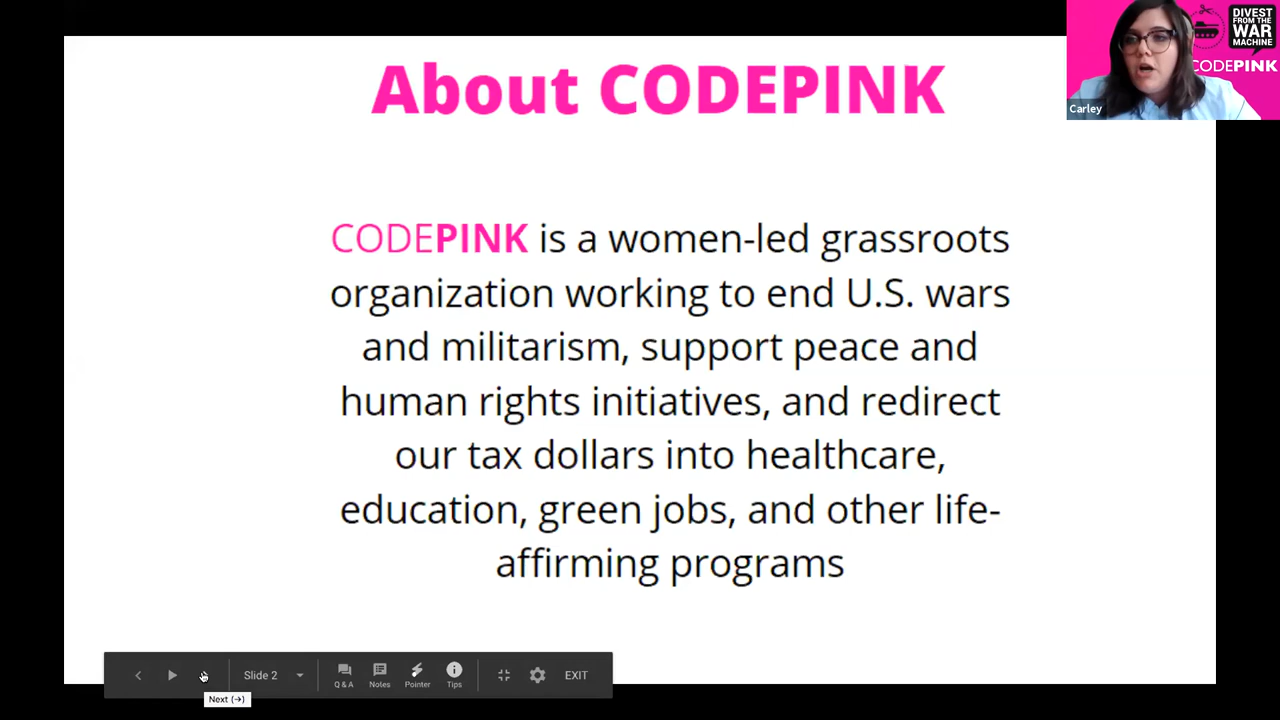 About CODEPINK
CODEPINK is a women-led grassroots
organization working to end U.S. wars
and militarism, support peace and
human rights initiatives, and redirect
our tax dollars into healthcare,
education, green jobs, and other life-
affirming programs
DIVEST
FROM THE
WAR
MACHINE
CODEPINK
Carley
Slide 2
Q & A
Notes
Pointer
Tips
EXIT
Next (→)